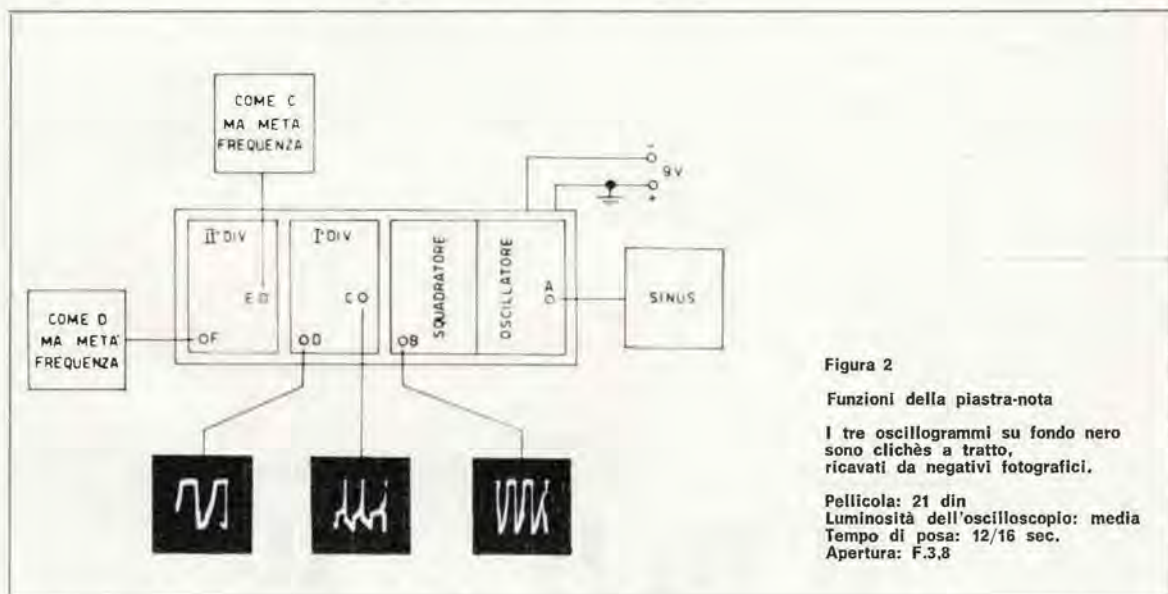 COME C
MA META
FREQUENZA
-
9V
+
II° DIV
I° DIV
SQUADRATORE
OSCILLATORE
A
E
C
SINUS
COME D
MA META'
FREQUENZA
F
D
B
Figura 2
Funzioni della piastra-nota
I tre oscillogrammi su fondo nero
sono clichès a tratto,
ricavati da negativi fotografici.
Pellicola: 21 din
Luminosità dell'oscilloscopio: media
Tempo di posa: 12/16 sec.
Apertura: F.3,8